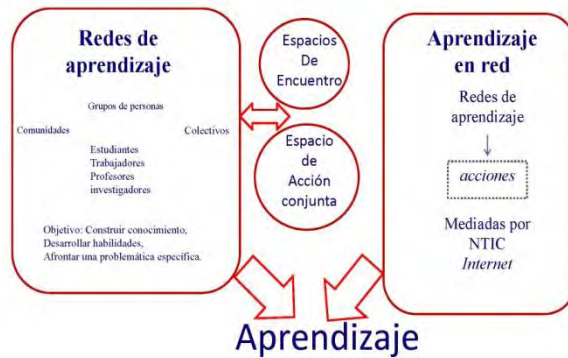 Redes de
aprendizaje
Grupos de personas
Comunidades
Colectivos
Estudiantes
Trabajadores
Profesores
investigadores
Objetivo: Construir conocimiento,
Desarrollar habilidades,
Afrontar una problemática específica.
Espacios
De
Encuentro
Espacio
de
Acción
conjunta
Aprendizaje
en red
Redes de
aprendizaje
acciones
Mediadas por
NTIC
Internet
Aprendizaje